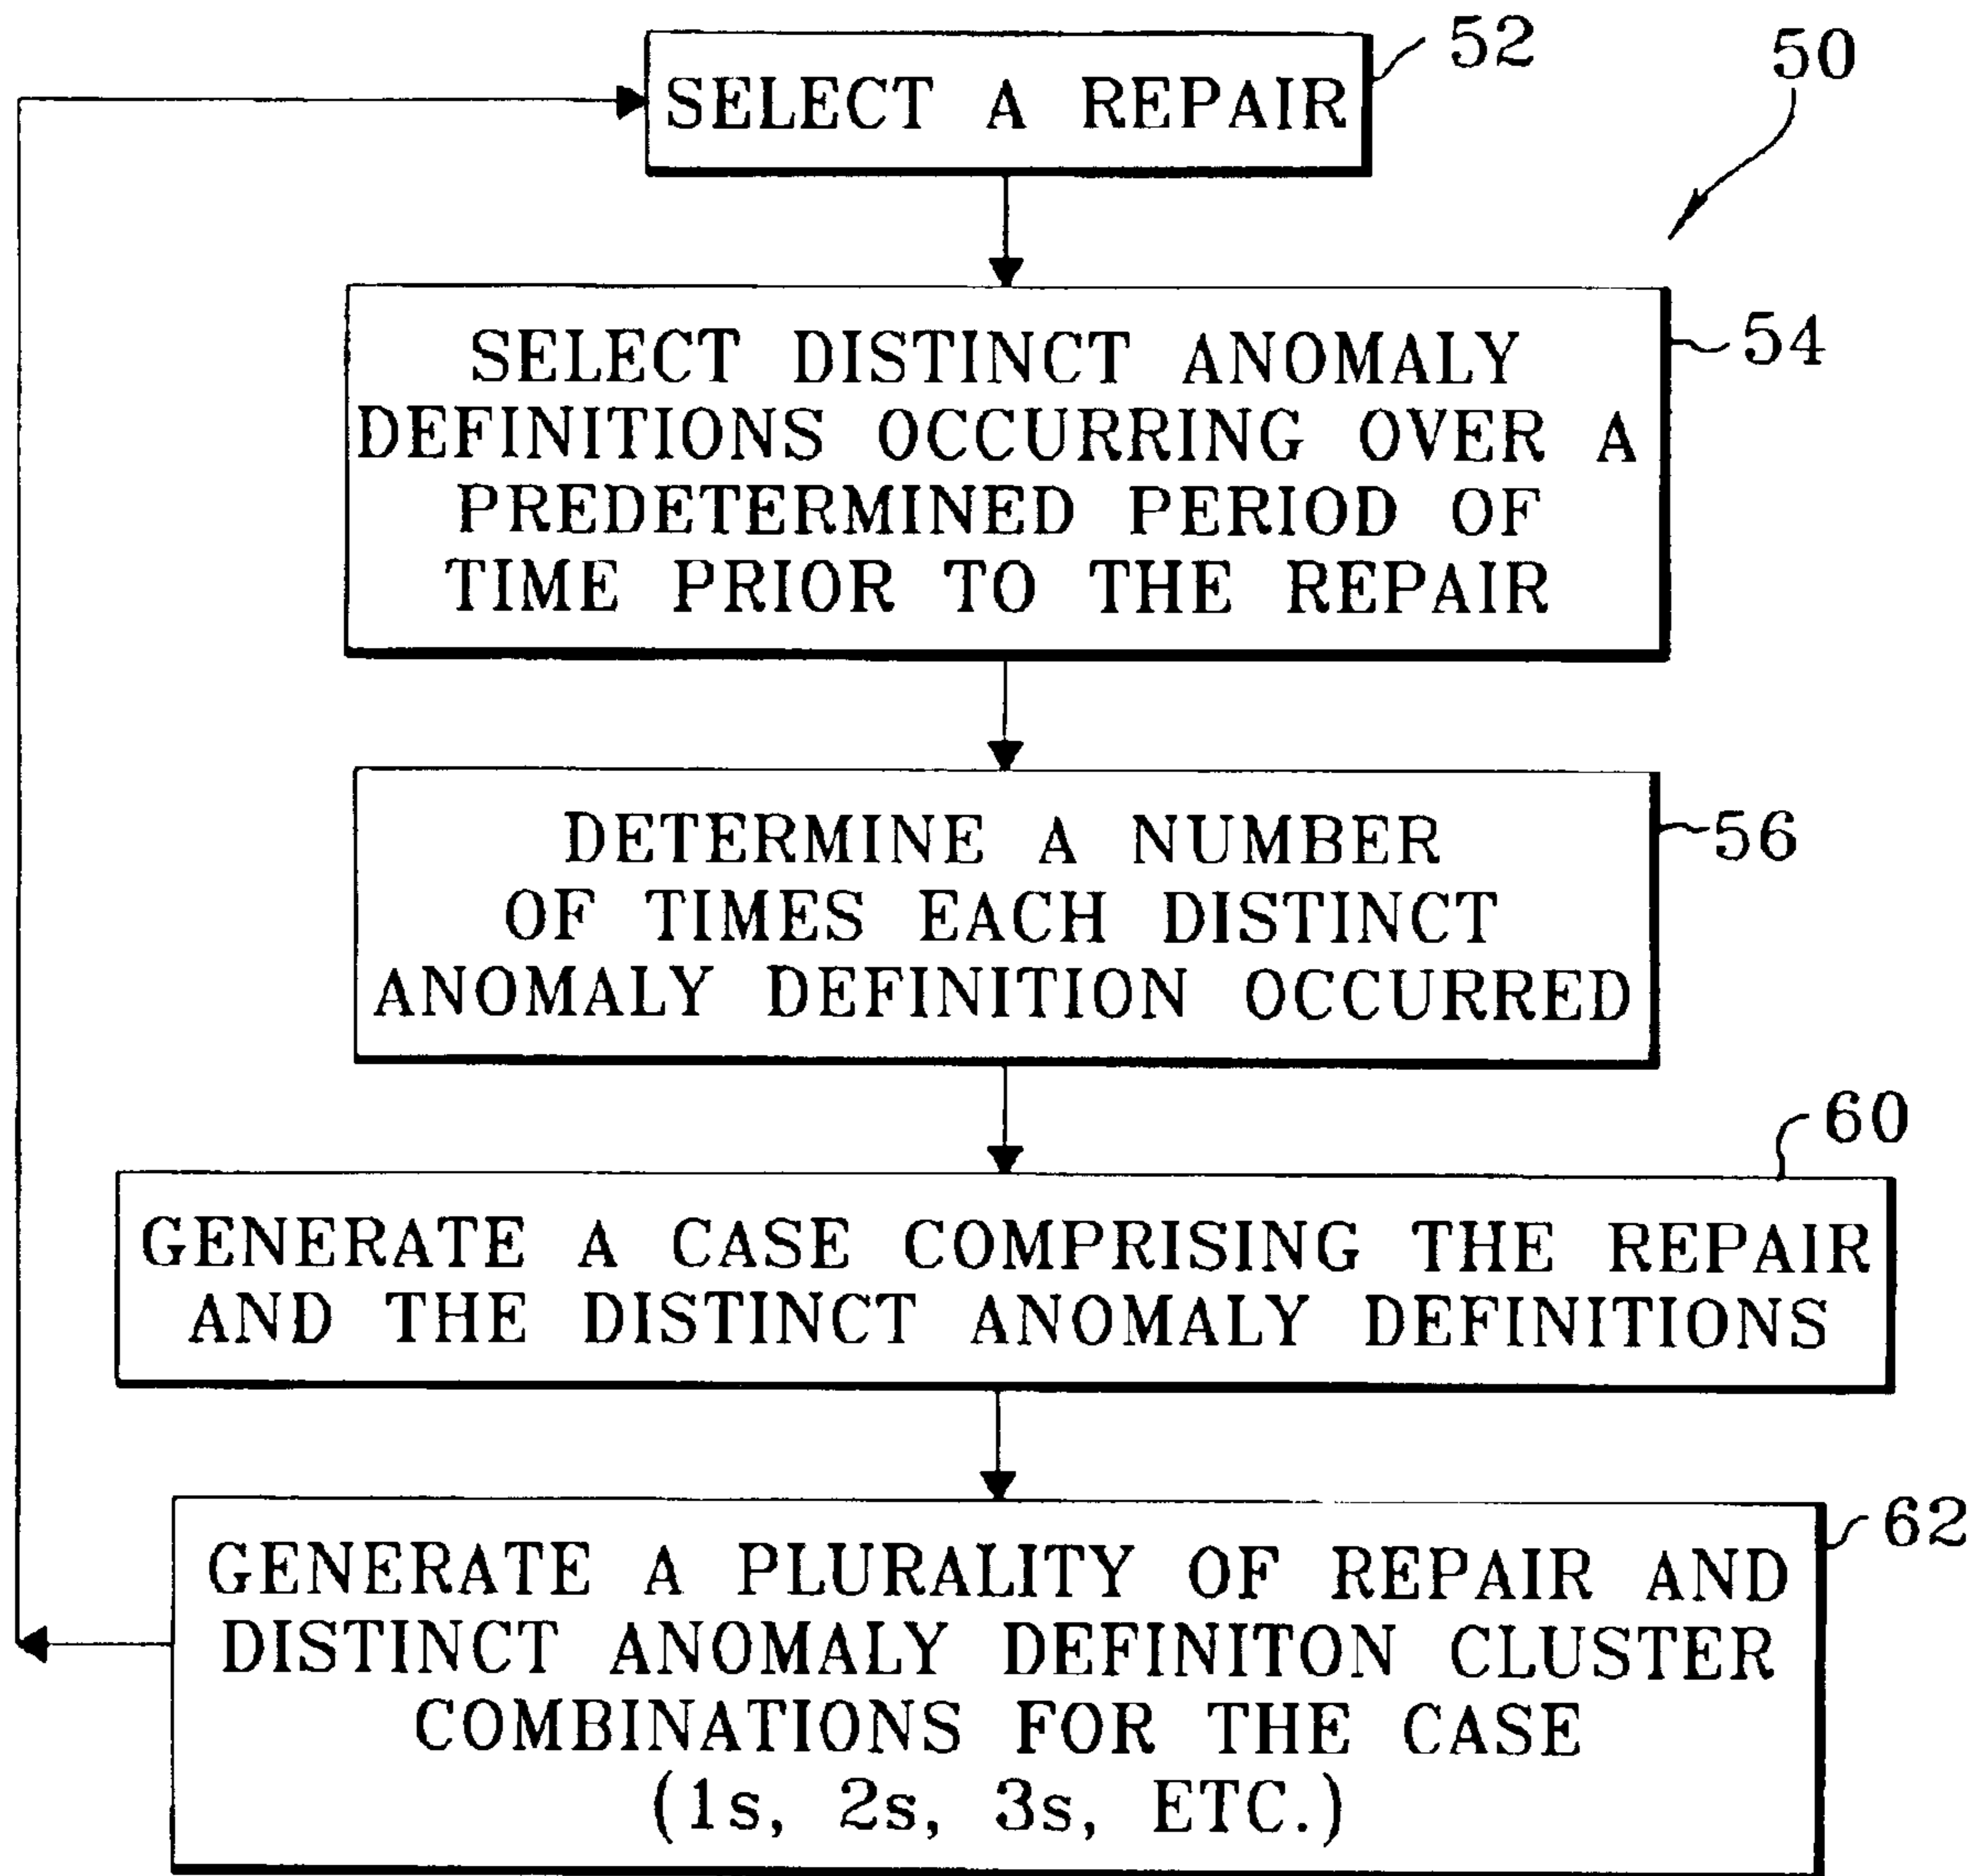 SELECT A REPAIR
52
50
SELECT DISTINCT ANOMALY
DEFINITIONS OCCURRING OVER A
PREDETERMINED PERIOD OF
TIME PRIOR TO THE REPAIR
54
DETERMINE A NUMBER
OF TIMES EACH DISTINCT
ANOMALY DEFINITION OCCURRED
56
60
GENERATE A CASE COMPRISING THE REPAIR
AND THE DISTINCT ANOMALY DEFINITIONS
62
GENERATE A PLURALITY OF REPAIR AND
DISTINCT ANOMALY DEFINITON CLUSTER
COMBINATIONS FOR THE CASE
(1s, 2s, 3s, ETC.)